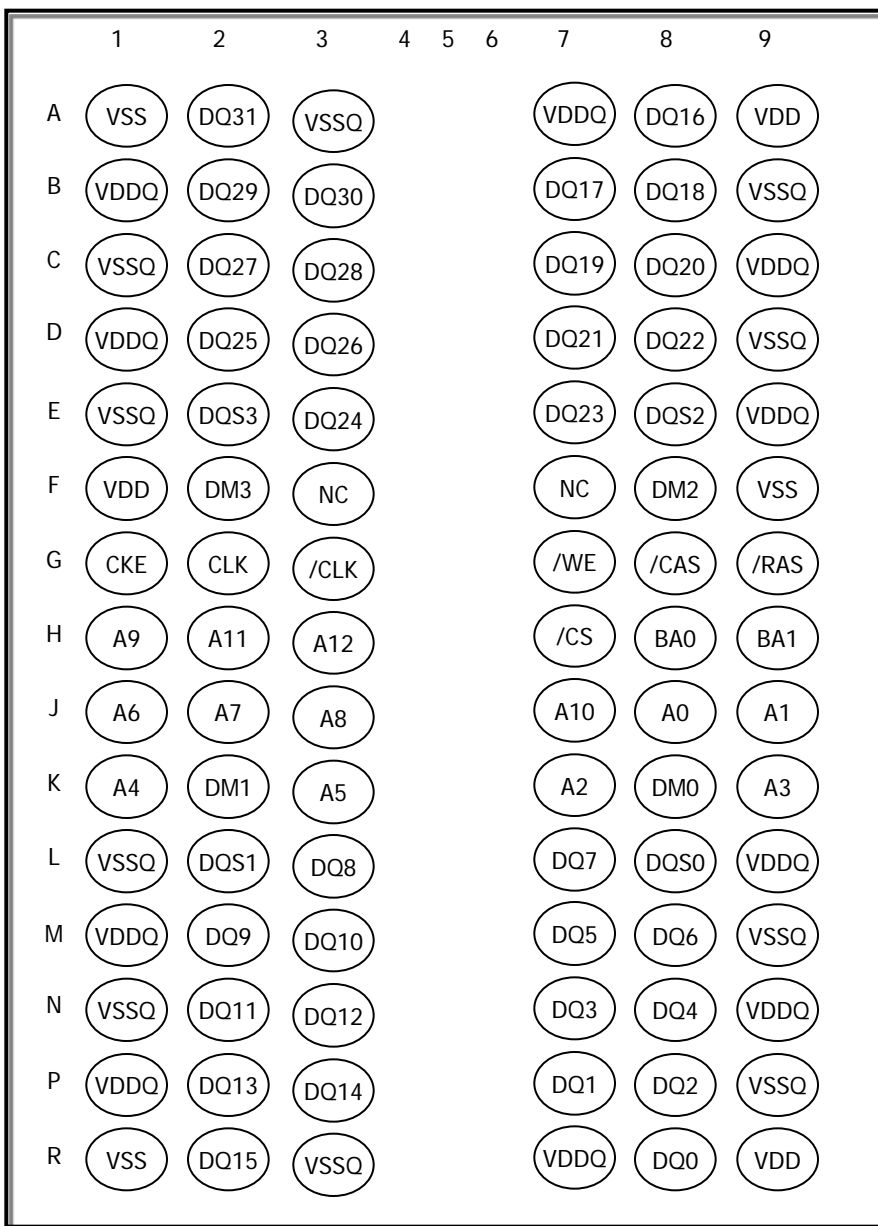 1 2 3 4 5 6 7 8 9
A VSS DQ31 VSSQ VDDQ DQ16 VDD
B VDDQ DQ29 DQ30 DQ17 DQ18 VSSQ
C VSSQ DQ27 DQ28 DQ19 DQ20 VDDQ
D VDDQ DQ25 DQ26 DQ21 DQ22 VSSQ
E VSSQ DQS3 DQ24 DQ23 DQS2 VDDQ
F VDD DM3 NC NC DM2 VSS
G CKE CLK /CLK /WE /CAS /RAS
H A9 A11 A12 /CS BA0 BA1
J A6 A7 A8 A10 A0 A1
K A4 DM1 A5 A2 DM0 A3
L VSSQ DQS1 DQ8 DQ7 DQS0 VDDQ
M VDDQ DQ9 DQ10 DQ5 DQ6 VSSQ
N VSSQ DQ11 DQ12 DQ3 DQ4 VDDQ
P VDDQ DQ13 DQ14 DQ1 DQ2 VSSQ
R VSS DQ15 VSSQ VDDQ DQ0 VDD